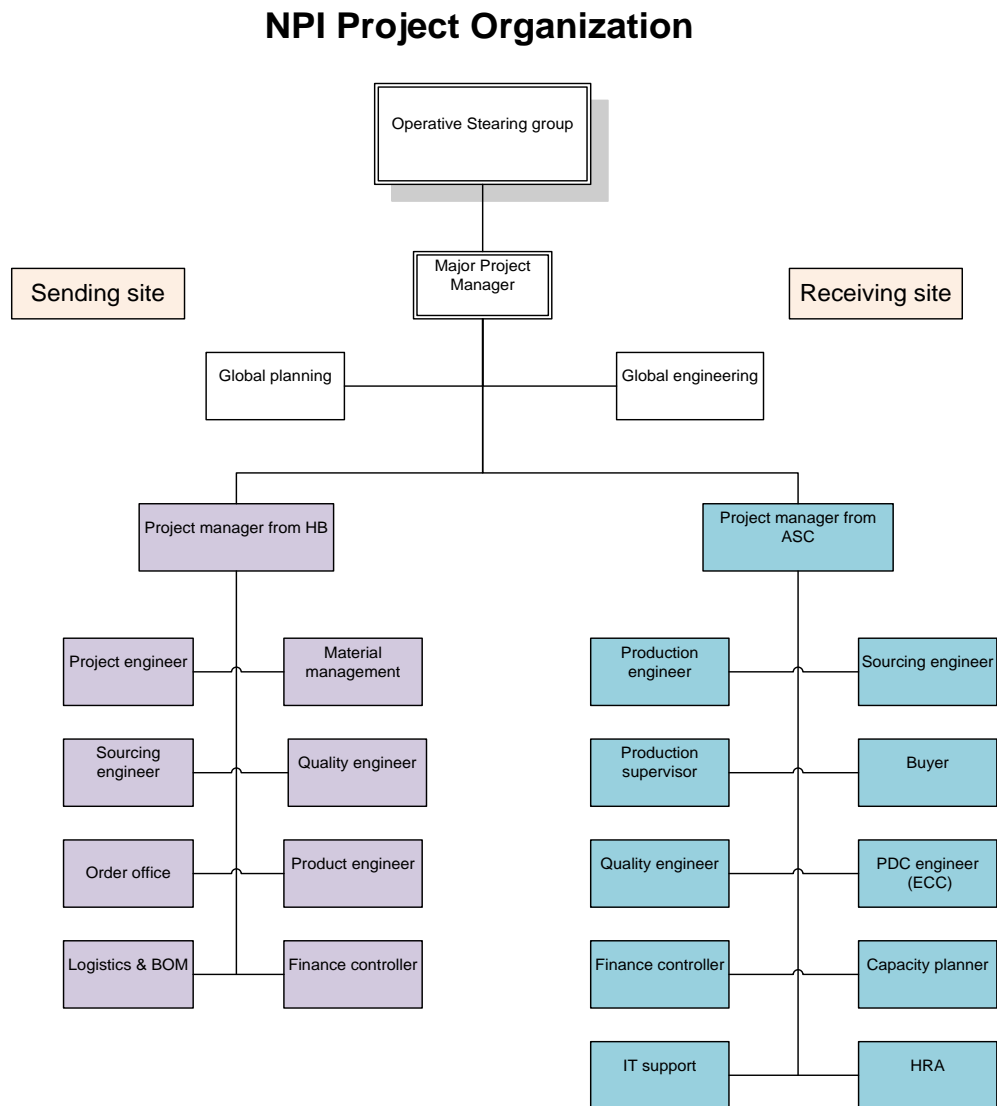 NPI Project Organization
Operative Stearing group
Major Project
Manager
Sending site
Receiving site
Global planning
Global engineering
Project manager from HB
Project manager from
ASC
Project engineer
Material
management
Production
engineer
Sourcing engineer
Sourcing
engineer
Quality engineer
Production
supervisor
Buyer
Order office
Product engineer
Quality engineer
PDC engineer
(ECC)
Logistics & BOM
Finance controller
Finance controller
Capacity planner
IT support
HRA